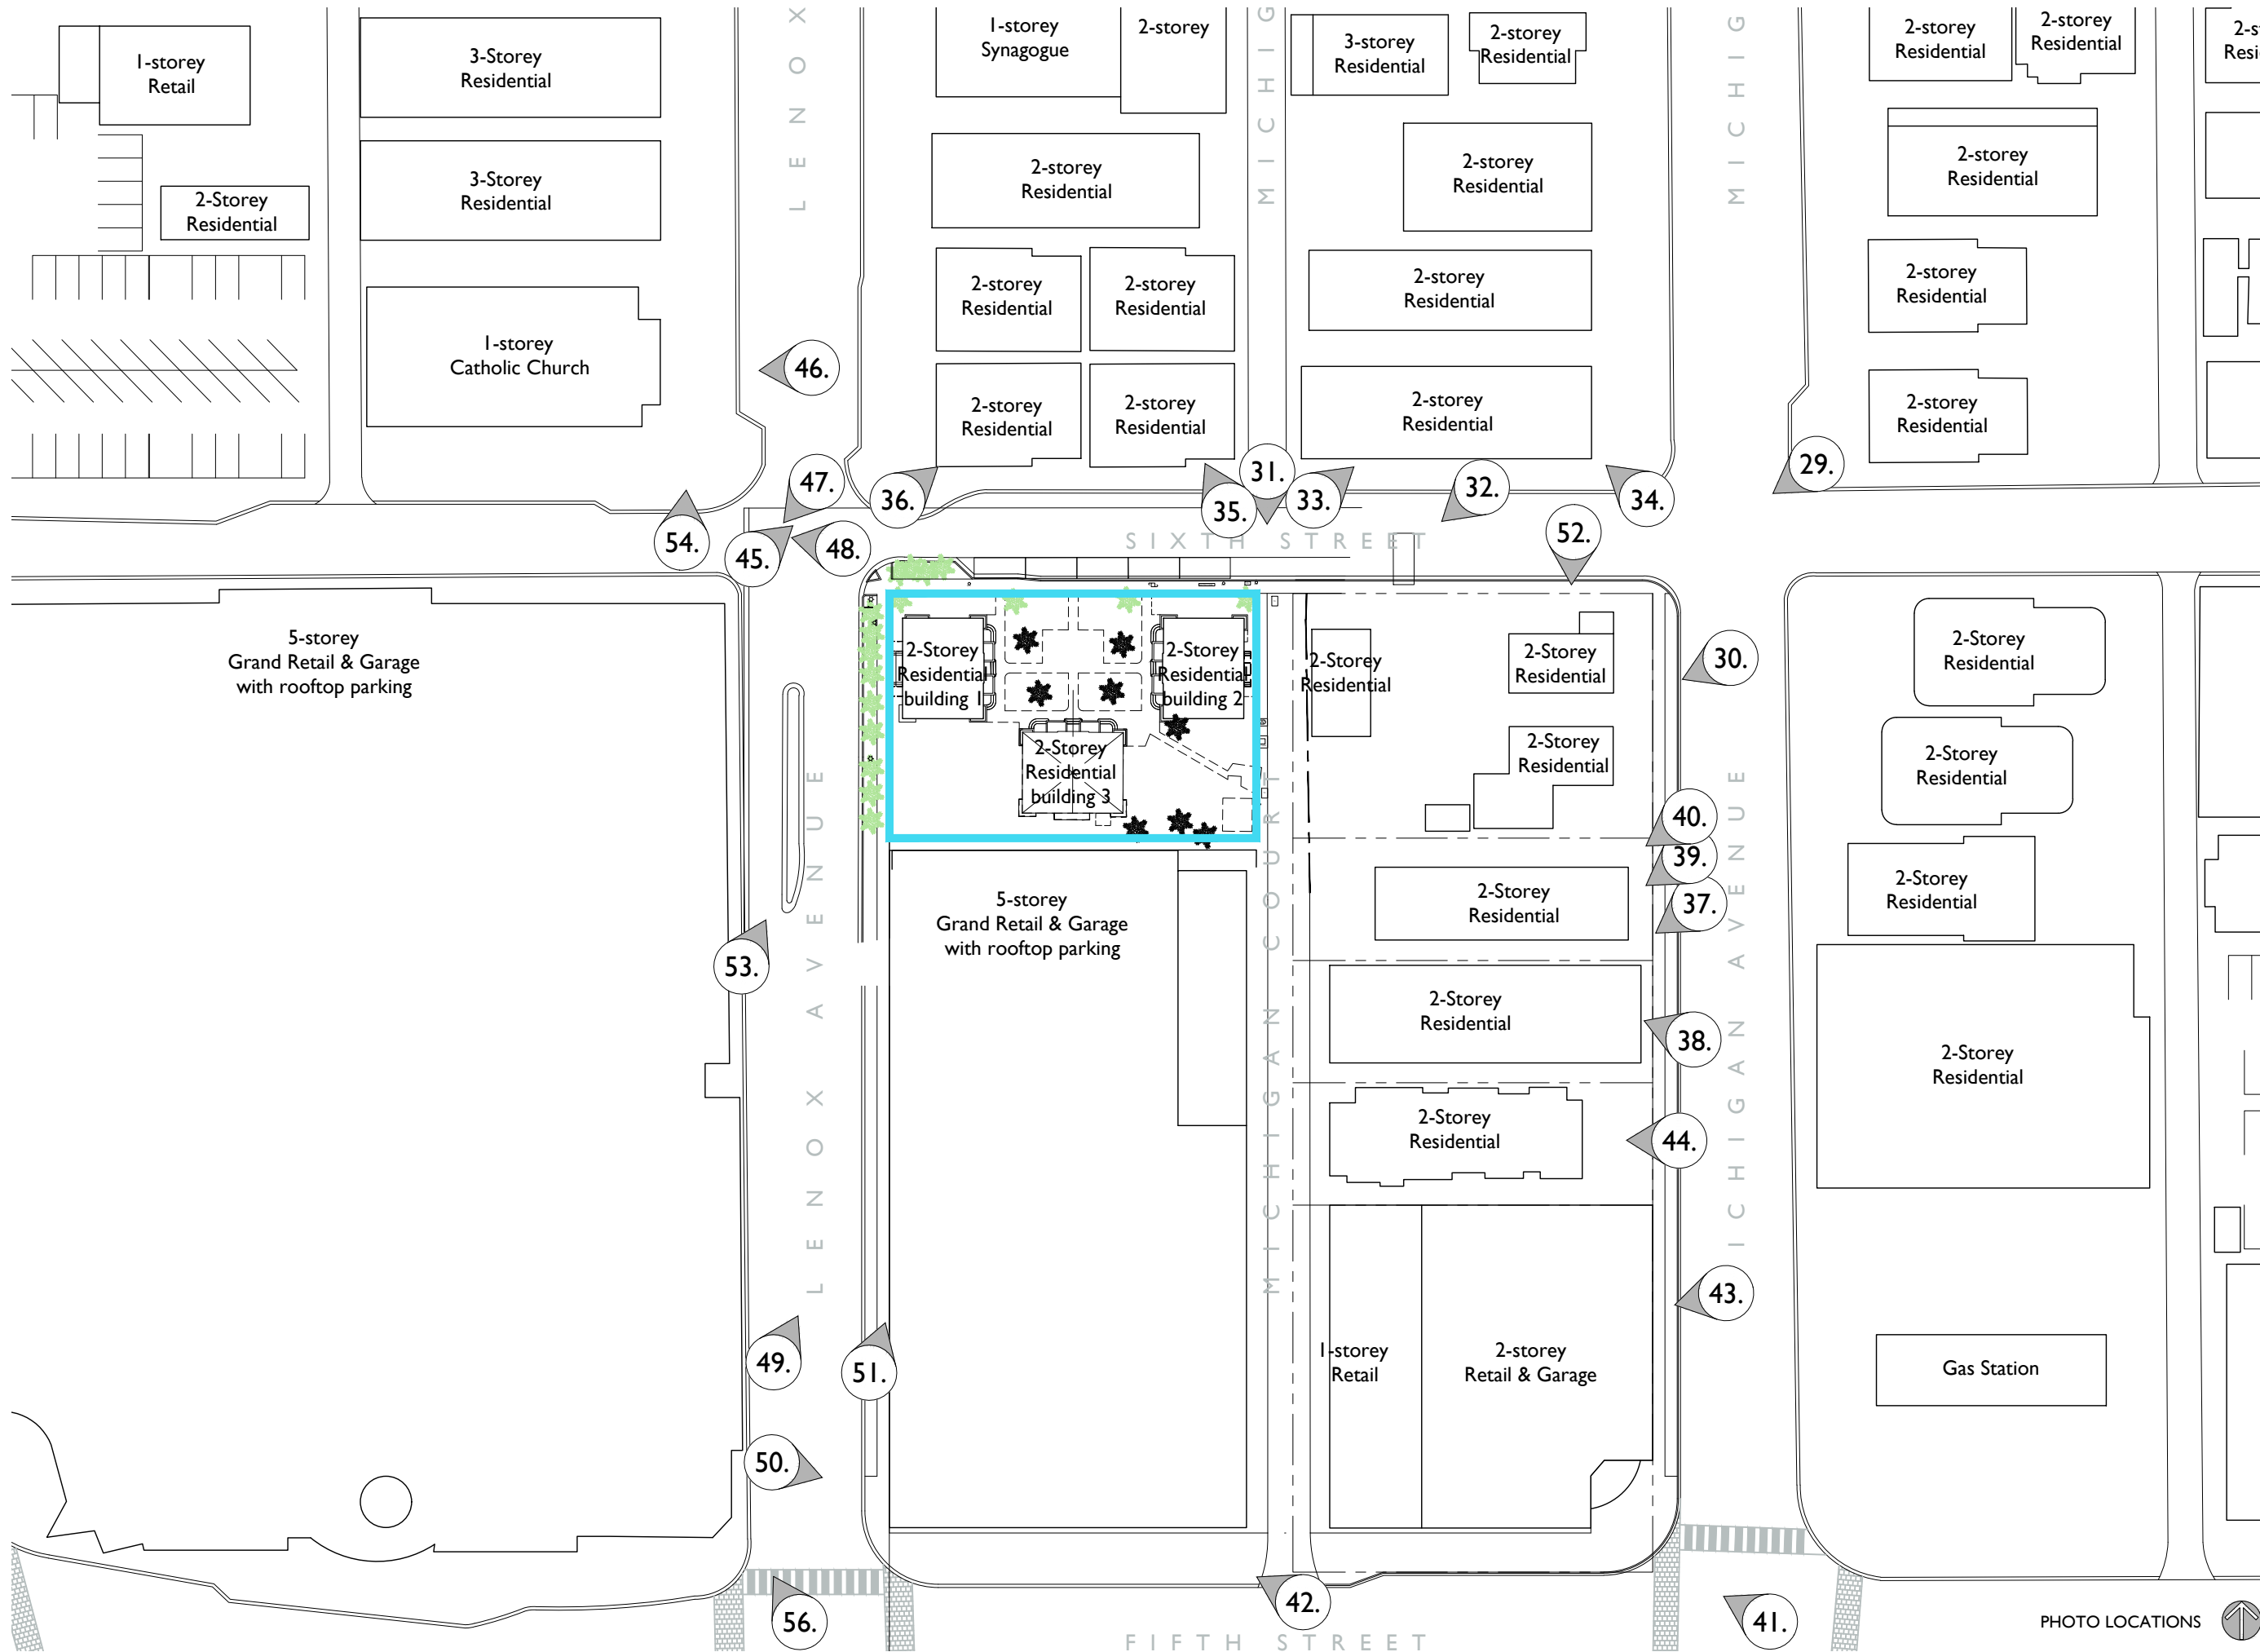 1-storey
Retail
3-Storey
Residential
LENOX
1-storey
Synagogue
2-storey
MICHIG
3-storey
Residential
2-storey
Residential
MICHIG
2-storey
Residential
2-storey
Residential
3-Storey
Residential
2-Storey
Residential
2-storey
Residential
2-storey
Residential
2-storey
Residential
2-storey
Residential
2-storey
Residential
2-storey
Residential
2-storey
Residential
1-storey
Catholic Church
46.
2-storey
Residential
2-storey
Residential
2-storey
Residential
2-storey
Residential
47.
36.
35.
31.
33.
32.
34.
29.
54.
45.
48.
SIXTH STREET
52.
5-storey
Grand Retail & Garage
with rooftop parking
2-Storey
Residential
building 1
2-Storey
Residential
building 2
2-Storey
Residential
building 3
2-Storey
Residential
2-Storey
Residential
30.
2-Storey
Residential
2-Storey
Residential
2-Storey
Residential
40.
39.
37.
LENOX AVENUE
MICHIGAN COURT
MICHIGAN AVENUE
5-storey
Grand Retail & Garage
with rooftop parking
2-Storey
Residential
2-Storey
Residential
53.
2-Storey
Residential
38.
2-Storey
Residential
2-Storey
Residential
44.
43.
49.
51.
1-storey
Retail
2-storey
Retail & Garage
Gas Station
50.
56.
42.
41.
PHOTO LOCATIONS
FIFTH STREET